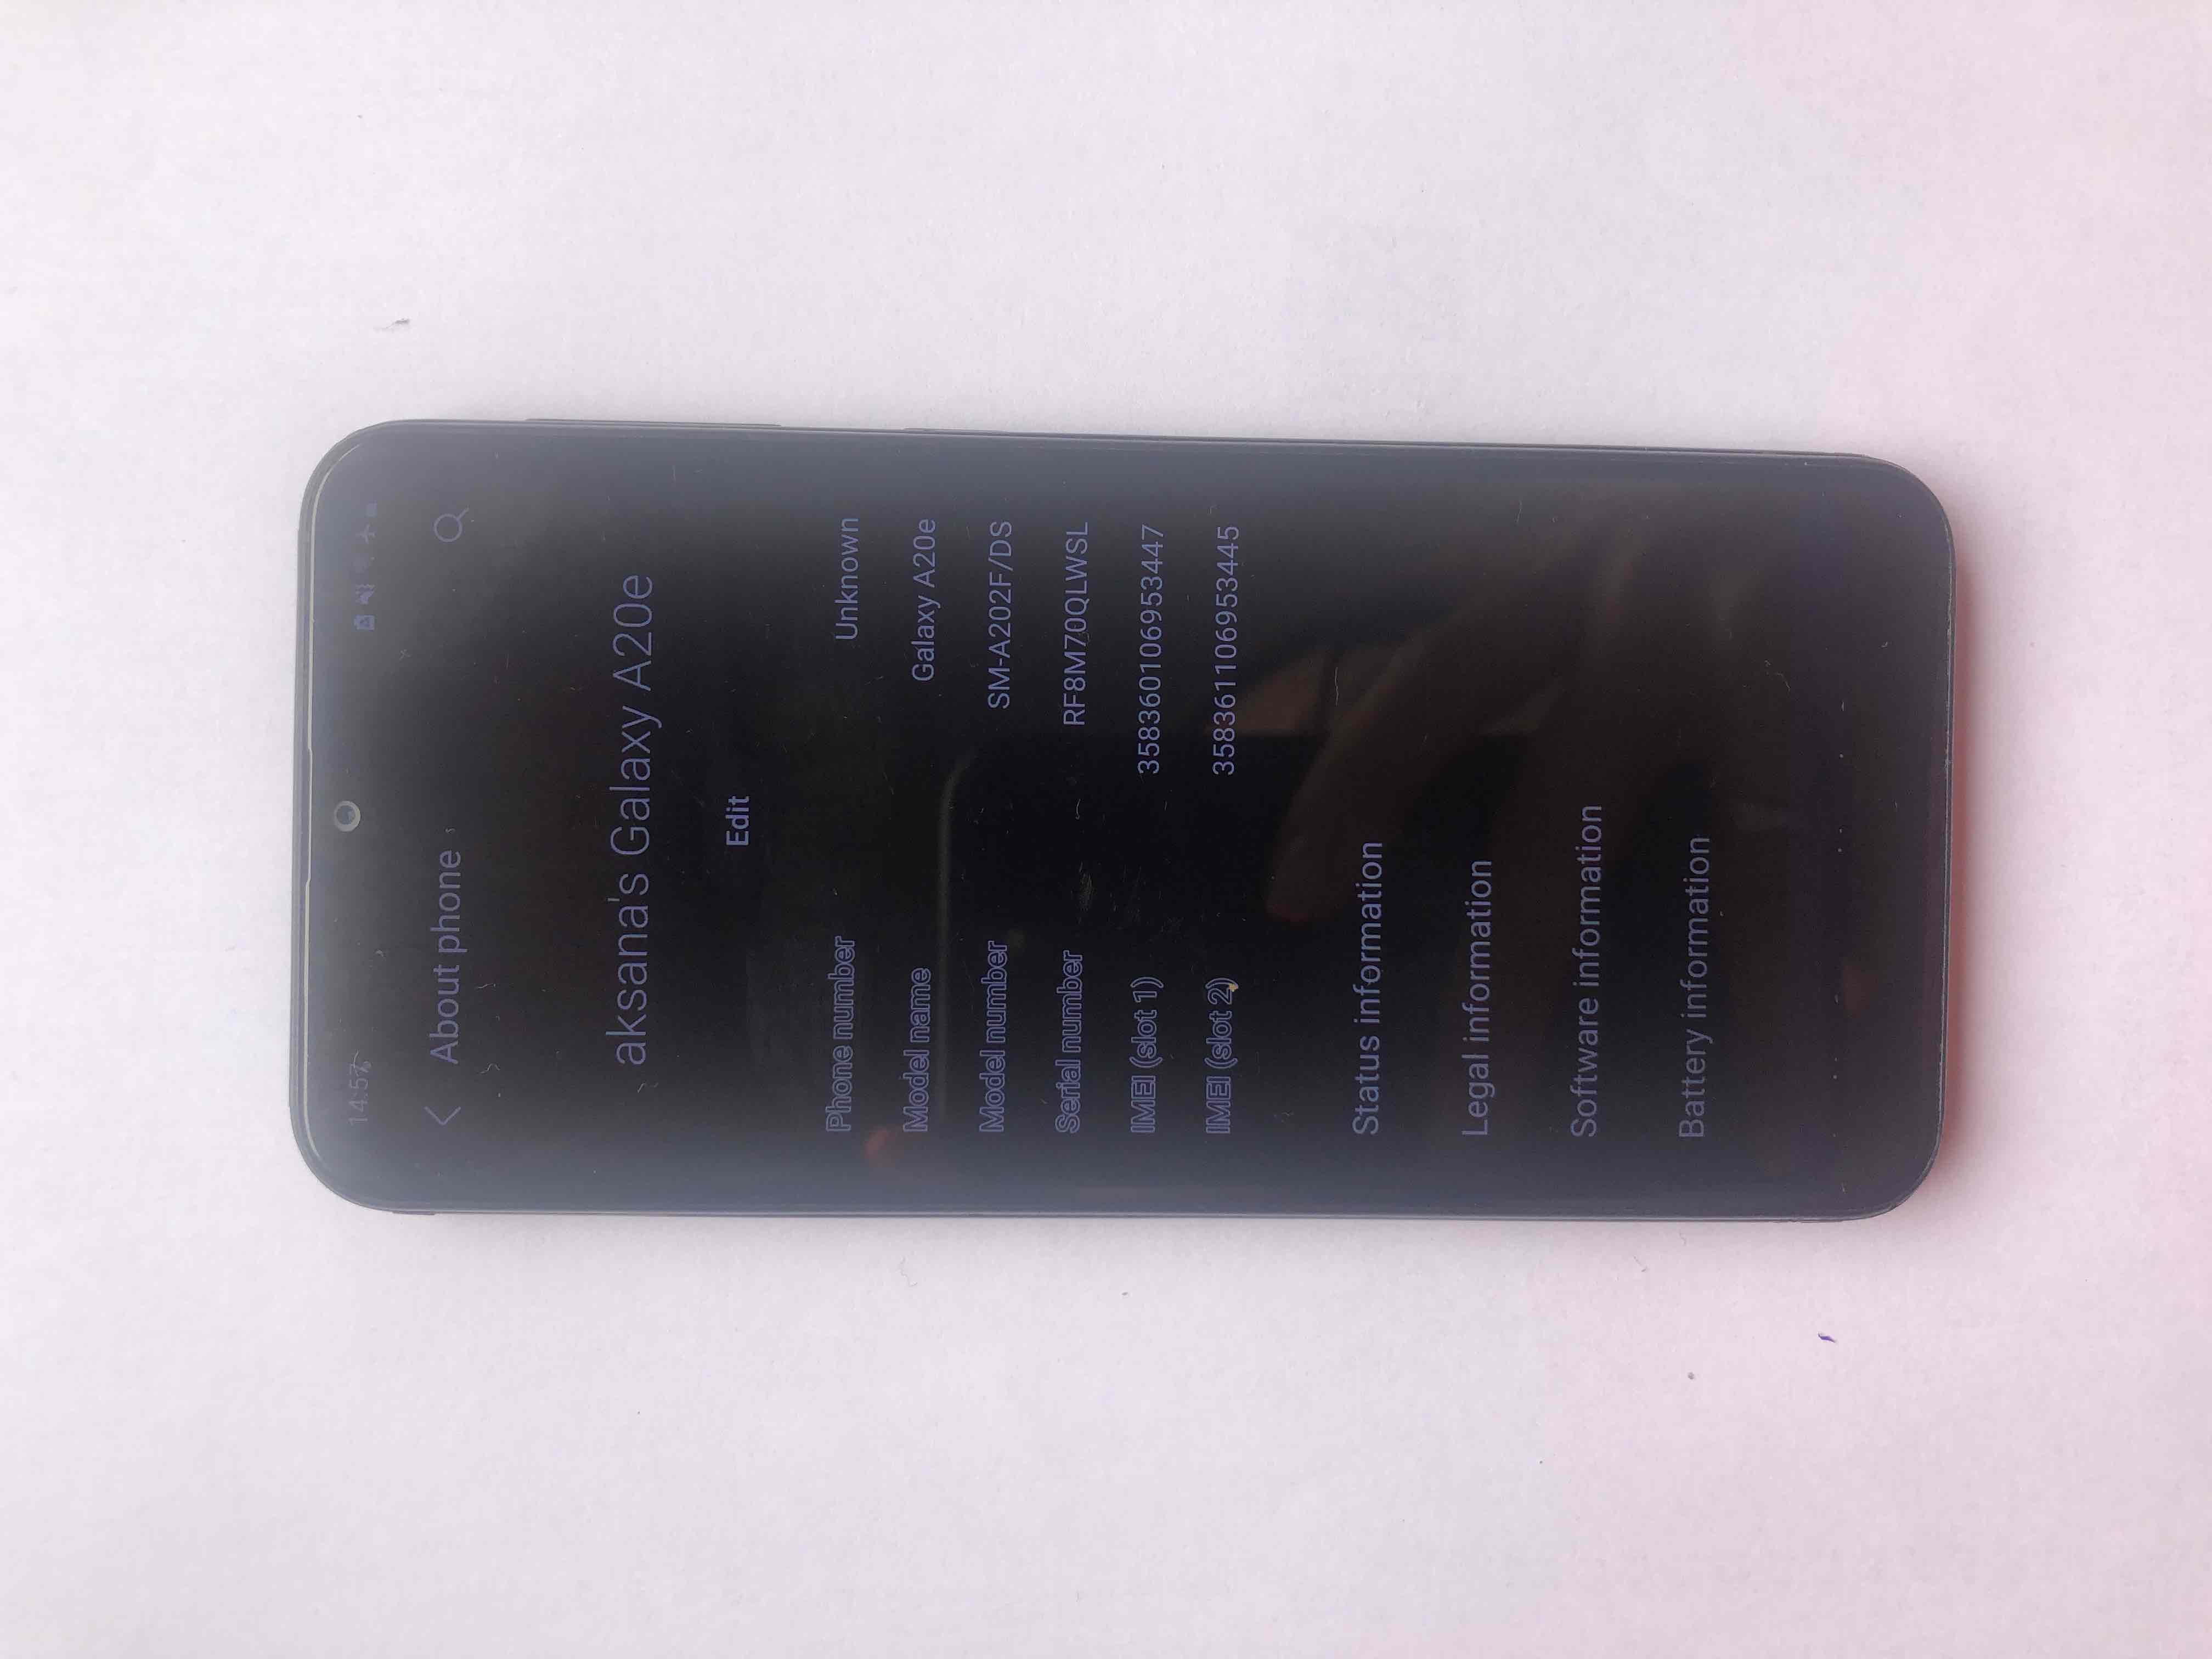 14:57
About phone
aksana's Galaxy A20e
Edit
Phone number Unknown
Model name Galaxy A20e
Model number SM-A202F/DS
Serial number RF8M70QLWSL
IMEI (slot 1) 358360106953447
IMEI (slot 2) 358361106953445
Status information
Legal information
Software information
Battery information